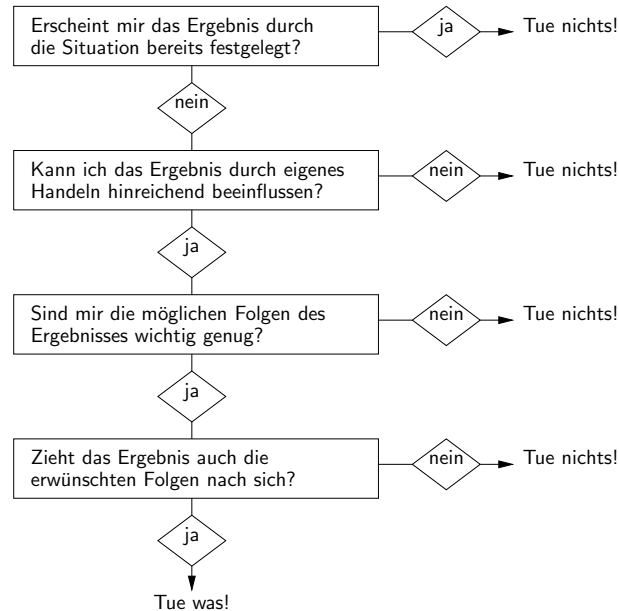 Erscheint mir das Ergebnis durch
die Situation bereits festgelegt?
ja
Tue nichts!
nein
Kann ich das Ergebnis durch eigenes
Handeln hinreichend beeinflussen?
nein
Tue nichts!
ja
Sind mir die möglichen Folgen des
Ergebnisses wichtig genug?
nein
Tue nichts!
ja
Zieht das Ergebnis auch die
erwünschten Folgen nach sich?
nein
Tue nichts!
ja
Tue was!